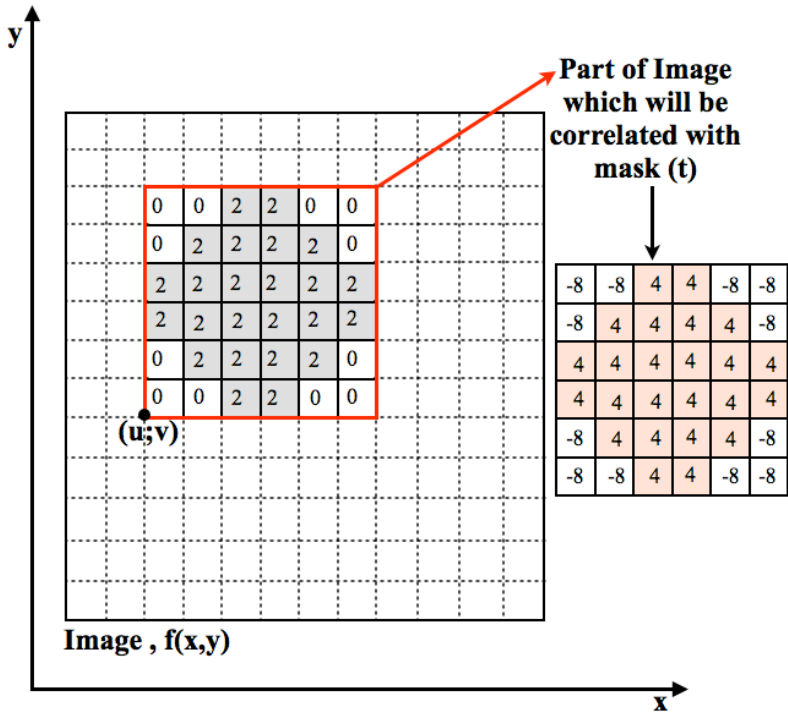 y
Part of Image
which will be
correlated with
mask (t)
0 0 2 2 0 0
0 2 2 2 2 0
2 2 2 2 2 2
2 2 2 2 2 2
0 2 2 2 2 0
0 0 2 2 0 0
(u;v)
-8 -8 4 4 -8 -8
-8 4 4 4 4 -8
4 4 4 4 4 4
4 4 4 4 4 4
-8 4 4 4 4 -8
-8 -8 4 4 -8 -8
Image , f(x,y)
x